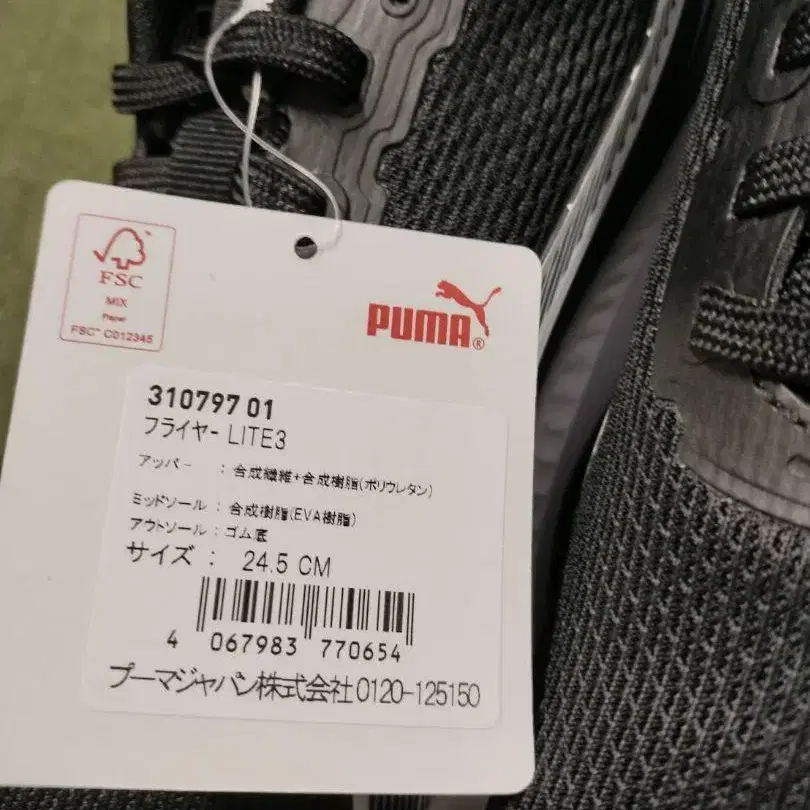 FSC
MIX
Paper
FSC™ C012345
PUMA®
310797 01
フライヤー LITE3
アッパー : 合成繊維+合成樹脂(ポリウレタン)
ミッドソール : 合成樹脂(EVA樹脂)
アウトソール : ゴム底
サイズ : 24.5 CM
4 067983 770654
プーマジャパン株式会社 0120-125150